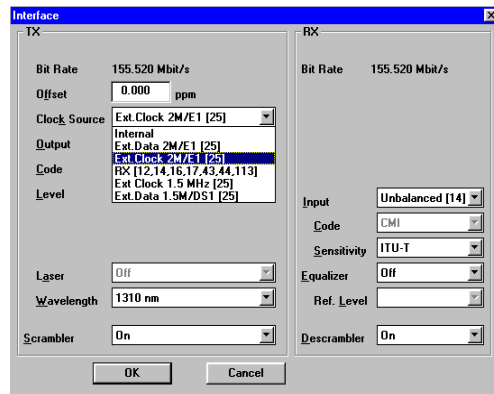 Interface
TX
Bit Rate 155.520 Mbit/s
Offset 0.000 ppm
Clock Source Ext.Clock 2M/E1 [25]
Internal
Output Ext.Data 2M/E1 [25]
Ext.Clock 2M/E1 [25]
Code RX [12,14,16,17,43,44,113]
Ext Clock 1.5 MHz [25]
Level Ext.Data 1.5M/DS1 [25]
Laser Off
Wavelength 1310 nm
Scrambler On
RX
Bit Rate 155.520 Mbit/s
Input Unbalanced [14]
Code CMI
Sensitivity ITU-T
Equalizer Off
Ref. Level
Descrambler On
OK Cancel